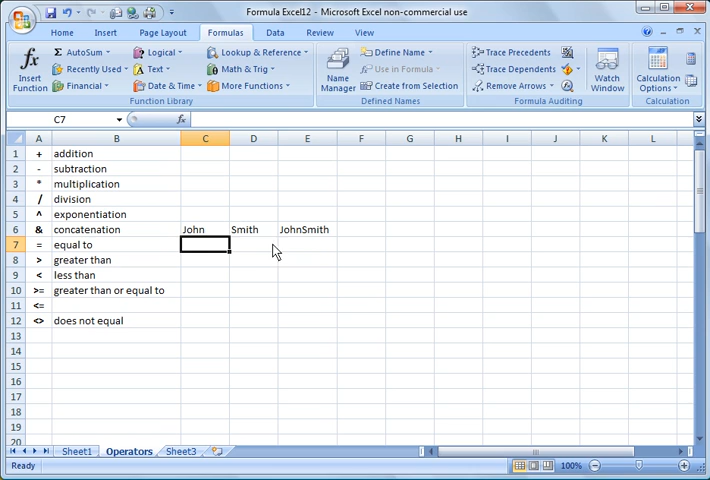 Formula Excel12 - Microsoft Excel non-commercial use
Home Insert Page Layout Formulas Data Review View
fx Insert Function
Σ AutoSum
Recently Used
Financial
Logical
Text
Date & Time
Lookup & Reference
Math & Trig
More Functions
Function Library
Name Manager
Define Name
Use in Formula
Create from Selection
Defined Names
Trace Precedents
Trace Dependents
Remove Arrows
Formula Auditing
Watch Window
Calculation Options
Calculation
C7 fx
A B C D E F G H I J K L
1 + addition
2 - subtraction
3 * multiplication
4 / division
5 ^ exponentiation
6 & concatenation John Smith JohnSmith
7 = equal to
8 > greater than
9 < less than
10 >= greater than or equal to
11 <=
12 <> does not equal
13
14
15
16
17
18
19
20
Sheet1 Operators Sheet3
Ready 100%